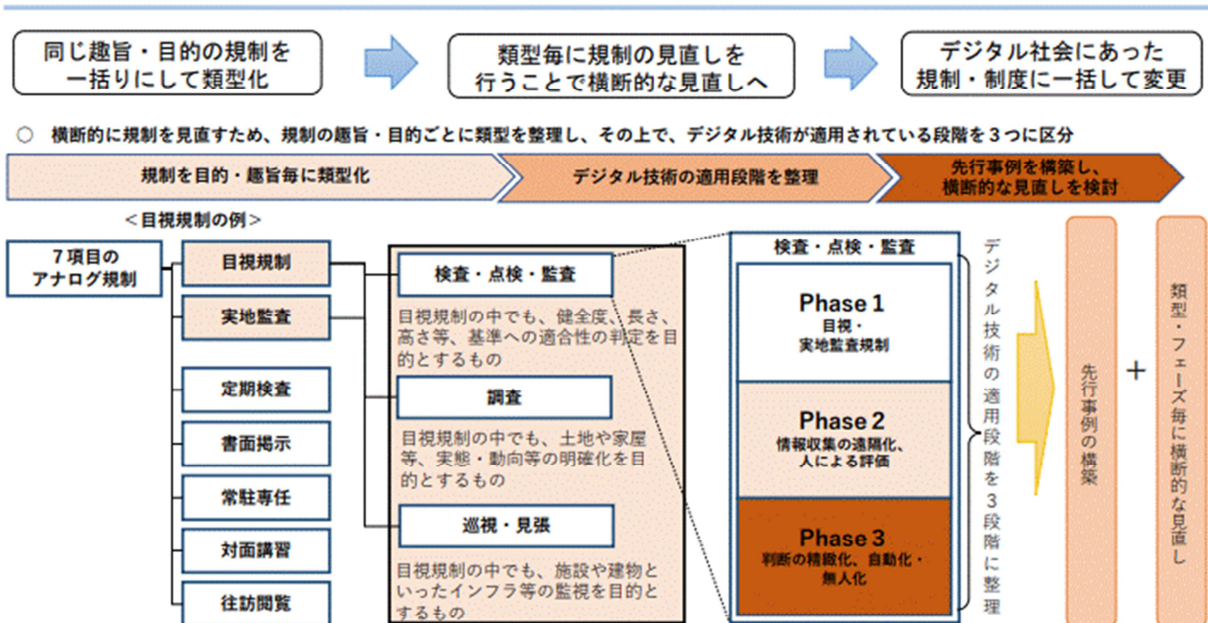 同じ趣旨・目的の規制を
一括りにして類型化
類型毎に規制の見直しを
行うことで横断的な見直しへ
デジタル社会にあった
規制・制度に一括して変更
○ 横断的に規制を見直すため、規制の趣旨・目的ごとに類型を整理し、その上で、デジタル技術が適用されている段階を3つに区分
規制を目的・趣旨毎に類型化
デジタル技術の適用段階を整理
先行事例を構築し、
横断的な見直しを検討
<目視規制の例>
7項目の
アナログ規制
目視規制
実地監査
定期検査
書面掲示
常駐専任
対面講習
往訪閲覧
検査・点検・監査
目視規制の中でも、健全度、長さ、
高さ等、基準への適合性の判定を目
的とするもの
調査
目視規制の中でも、土地や家屋
等、実態・動向等の明確化を目
的とするもの
巡視・見張
目視規制の中でも、施設や建物と
いったインフラ等の監視を目的と
するもの
検査・点検・監査
Phase 1
目視・
実地監査規制
Phase 2
情報収集の遠隔化、
人による評価
Phase 3
判断の精緻化、自動化・
無人化
デジタル技術の適用段階を3段階に整理
先行事例の構築
+
類型・フェーズ毎に横断的な見直し